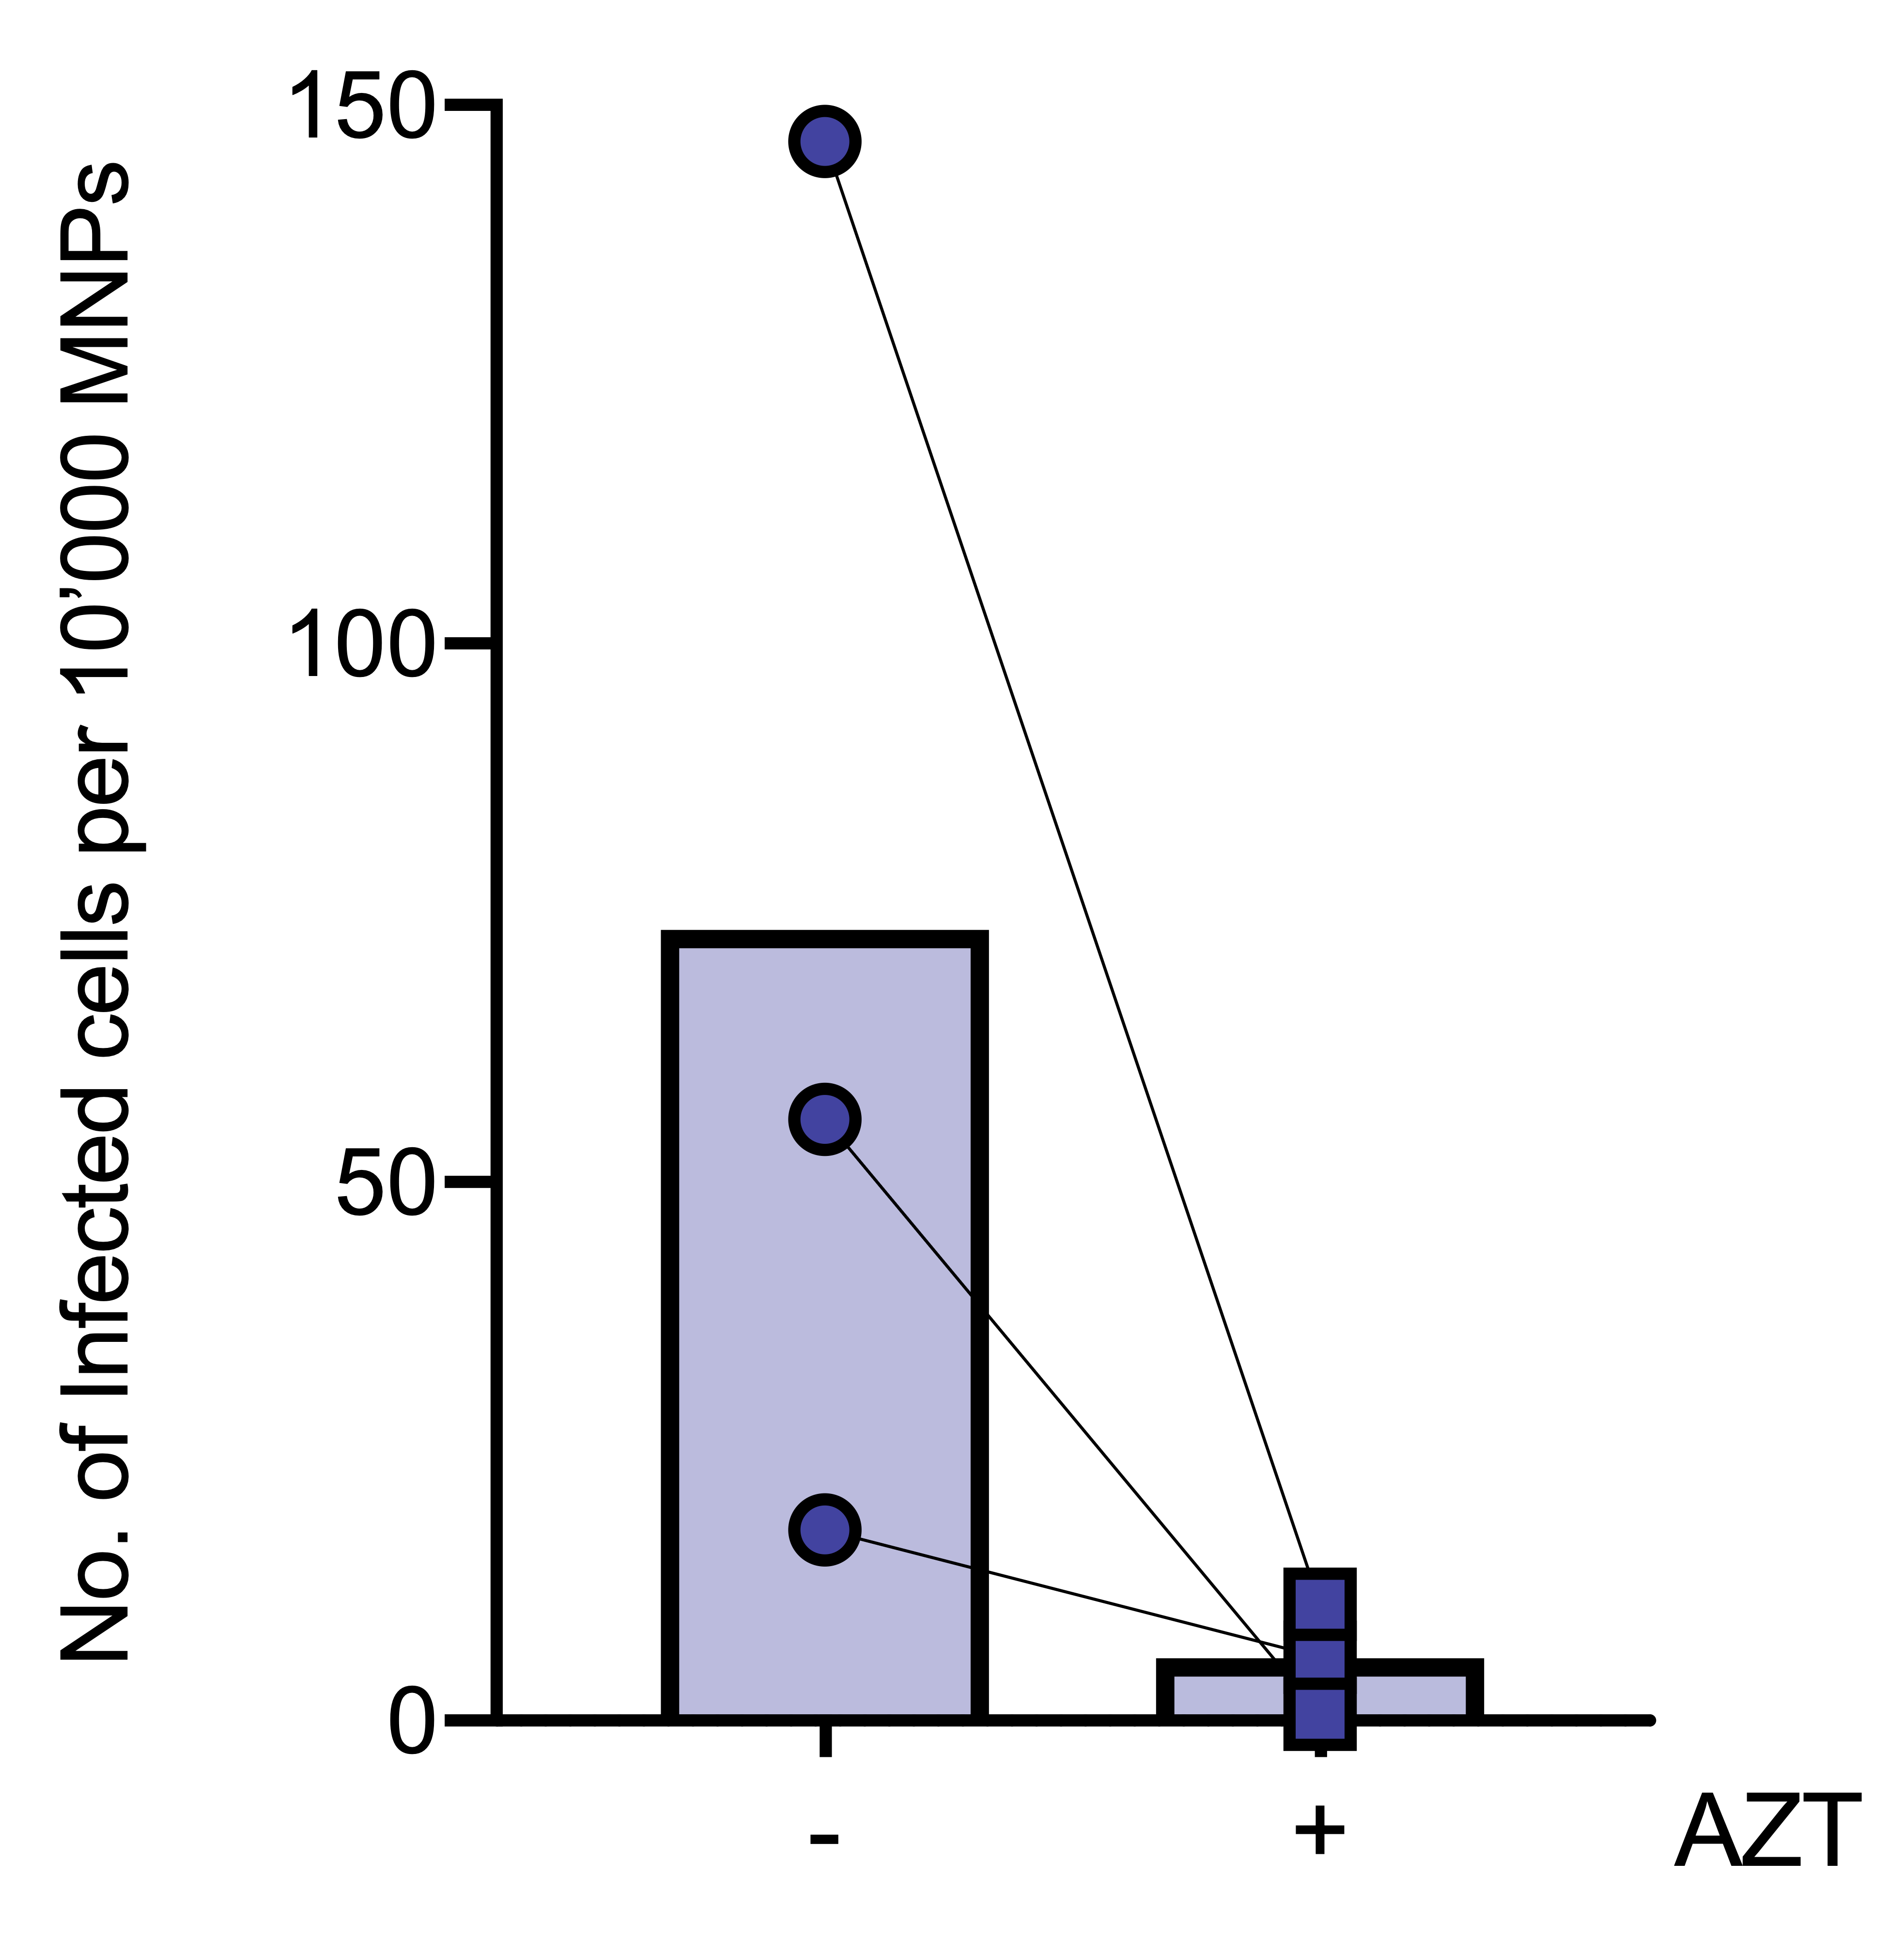 No. of Infected cells per 10’000 MNPs
150
100
50
0
- + AZT